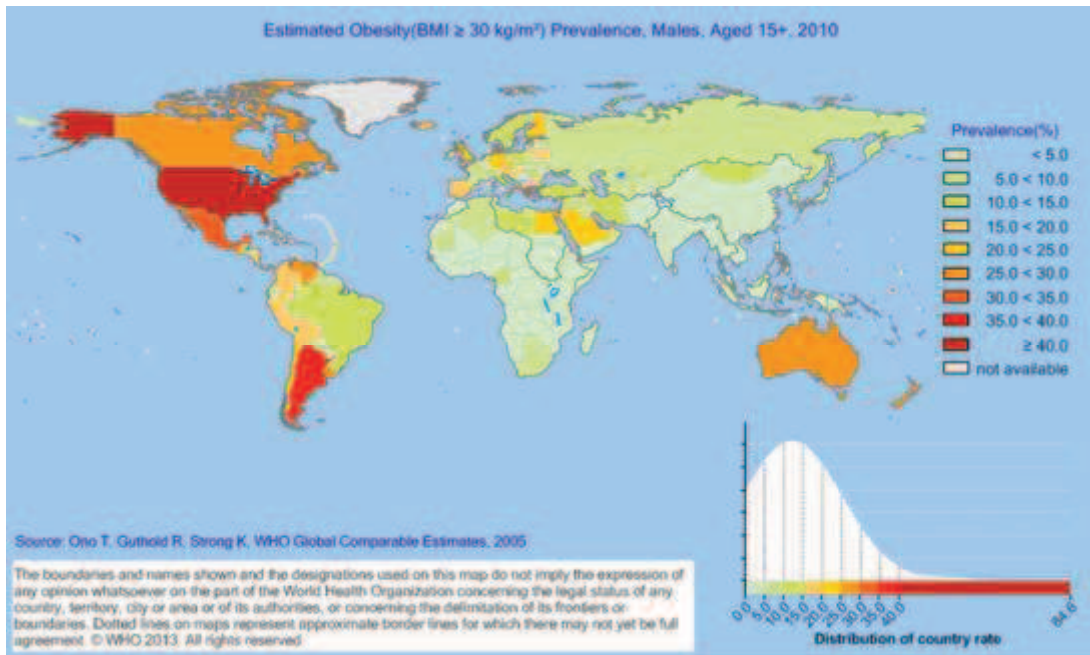 Estimated Obesity(BMI ≥ 30 kg/m²) Prevalence, Males, Aged 15+, 2010
Prevalence(%)
< 5.0
5.0 < 10.0
10.0 < 15.0
15.0 < 20.0
20.0 < 25.0
25.0 < 30.0
30.0 < 35.0
35.0 < 40.0
≥ 40.0
not available
Source: Ono T. Guthold R, Strong K, WHO Global Comparable Estimates, 2005
The boundaries and names shown and the designations used on this map do not imply the expression of
any opinion whatsoever on the part of the World Health Organization concerning the legal status of any
country, territory, city or area or of its authorities, or concerning the delimitation of its frontiers or
boundaries. Dotted lines on maps represent approximate border lines for which there may not yet be full
agreement. © WHO 2013. All rights reserved
0.0 5.0 10.0 15.0 20.0 25.0 30.0 35.0 40.0 84.6
Distribution of country rate